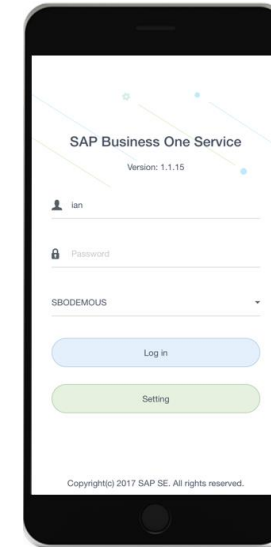 SAP Business One Service
Version: 1.1.15
ian
Password
SBODEMOUS
Log in
Setting
Copyright(c) 2017 SAP SE. All rights reserved.